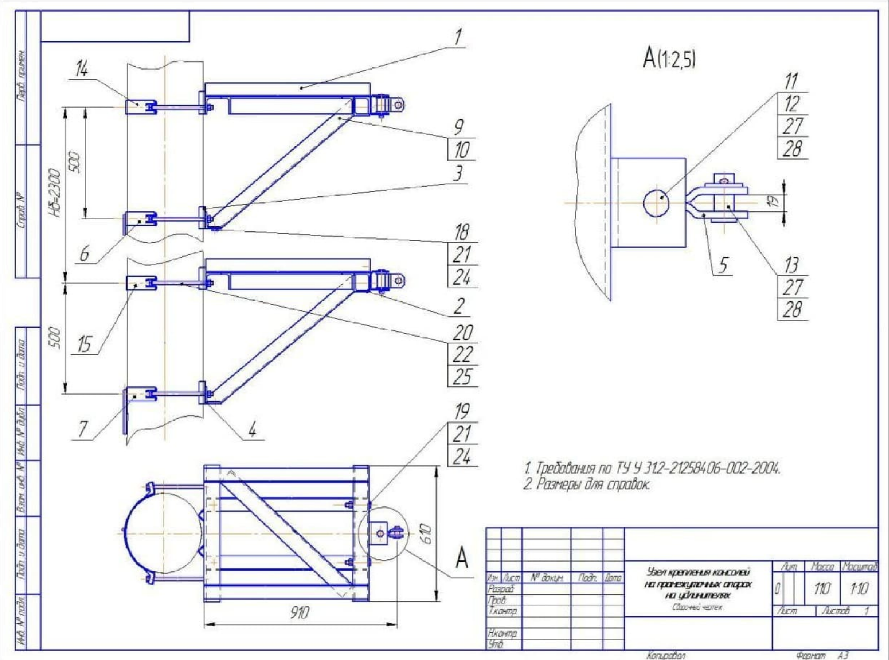 Перв. примен.
Справ. №
Подп. и дата
Инв. № дубл.
Взам. инв. №
Подп. и дата
Инв. № подл.
14
1
А(1:2,5)
11
12
27
28
9
10
3
500
Нб=2300
19
6
18
21
24
5
13
27
28
2
15
500
20
22
25
7
4
19
21
24
1. Требования по ТУ У 31.2-21258406-002-2004.
2. Размеры для справок.
610
А
910
Изм. Лист № докум. Подп. Дата
Разраб.
Пров.
Т.контр.
Н.контр.
Утв.
Узел крепления консолей
на промежуточных опорах
на удлинителях
Сборочный чертеж
Лит. Масса Масштаб
110 1:10
Лист Листов 1
Копировал Формат А3